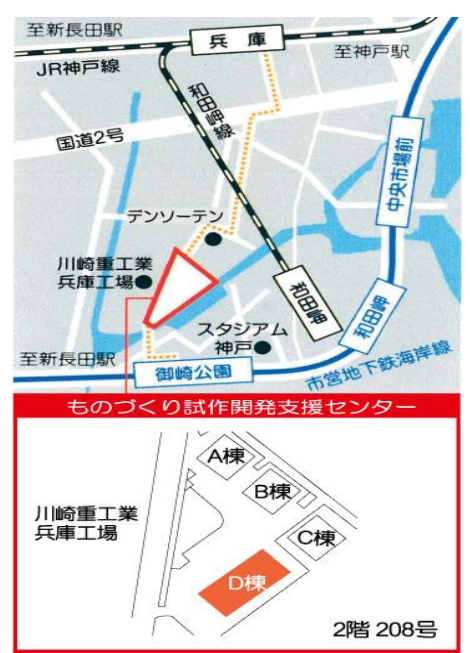 至新長田駅
兵庫
至神戸駅
JR神戸線
和田岬線
国道2号
中央市場前
デンソーテン
川崎重工業
兵庫工場
和田岬
和田岬
スタジアム
神戸
至新長田駅
御崎公園
市営地下鉄海岸線
ものづくり試作開発支援センター
A棟
B棟
川崎重工業
兵庫工場
C棟
D棟
2階 208号